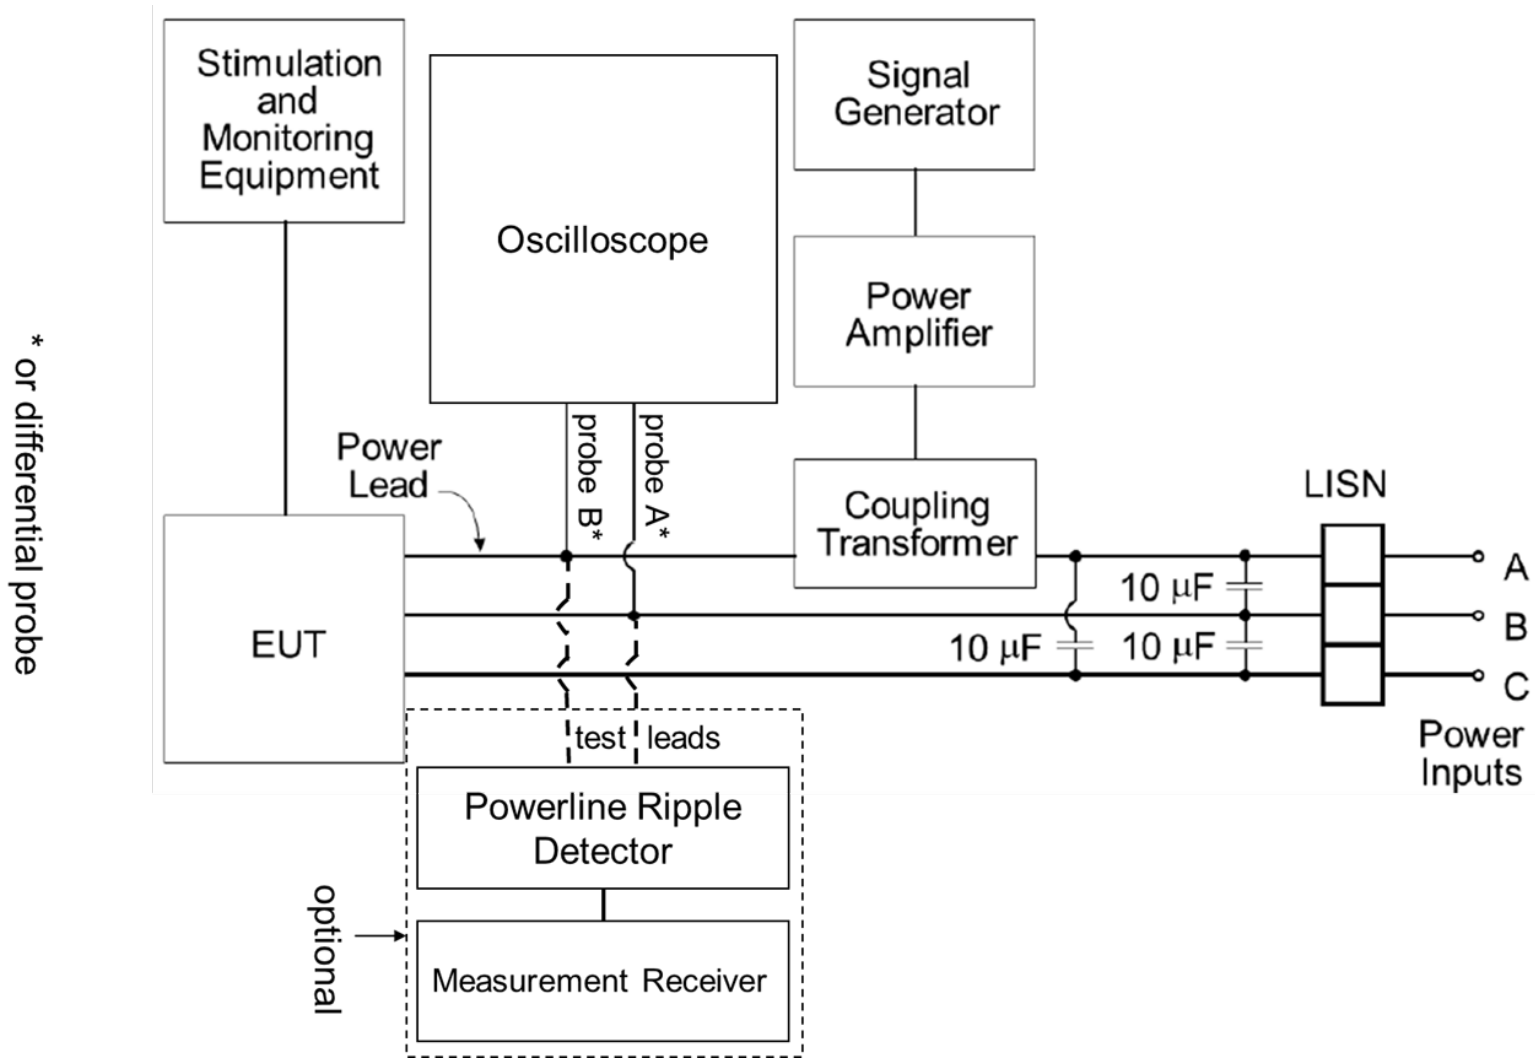 Stimulation
and
Monitoring
Equipment
Oscilloscope
Signal
Generator
Power
Amplifier
* or differential probe
Power
Lead
probe B*
probe A*
Coupling
Transformer
LISN
EUT
10 µF
10 µF
10 µF
A
B
C
Power
Inputs
test leads
Powerline Ripple
Detector
optional
Measurement Receiver